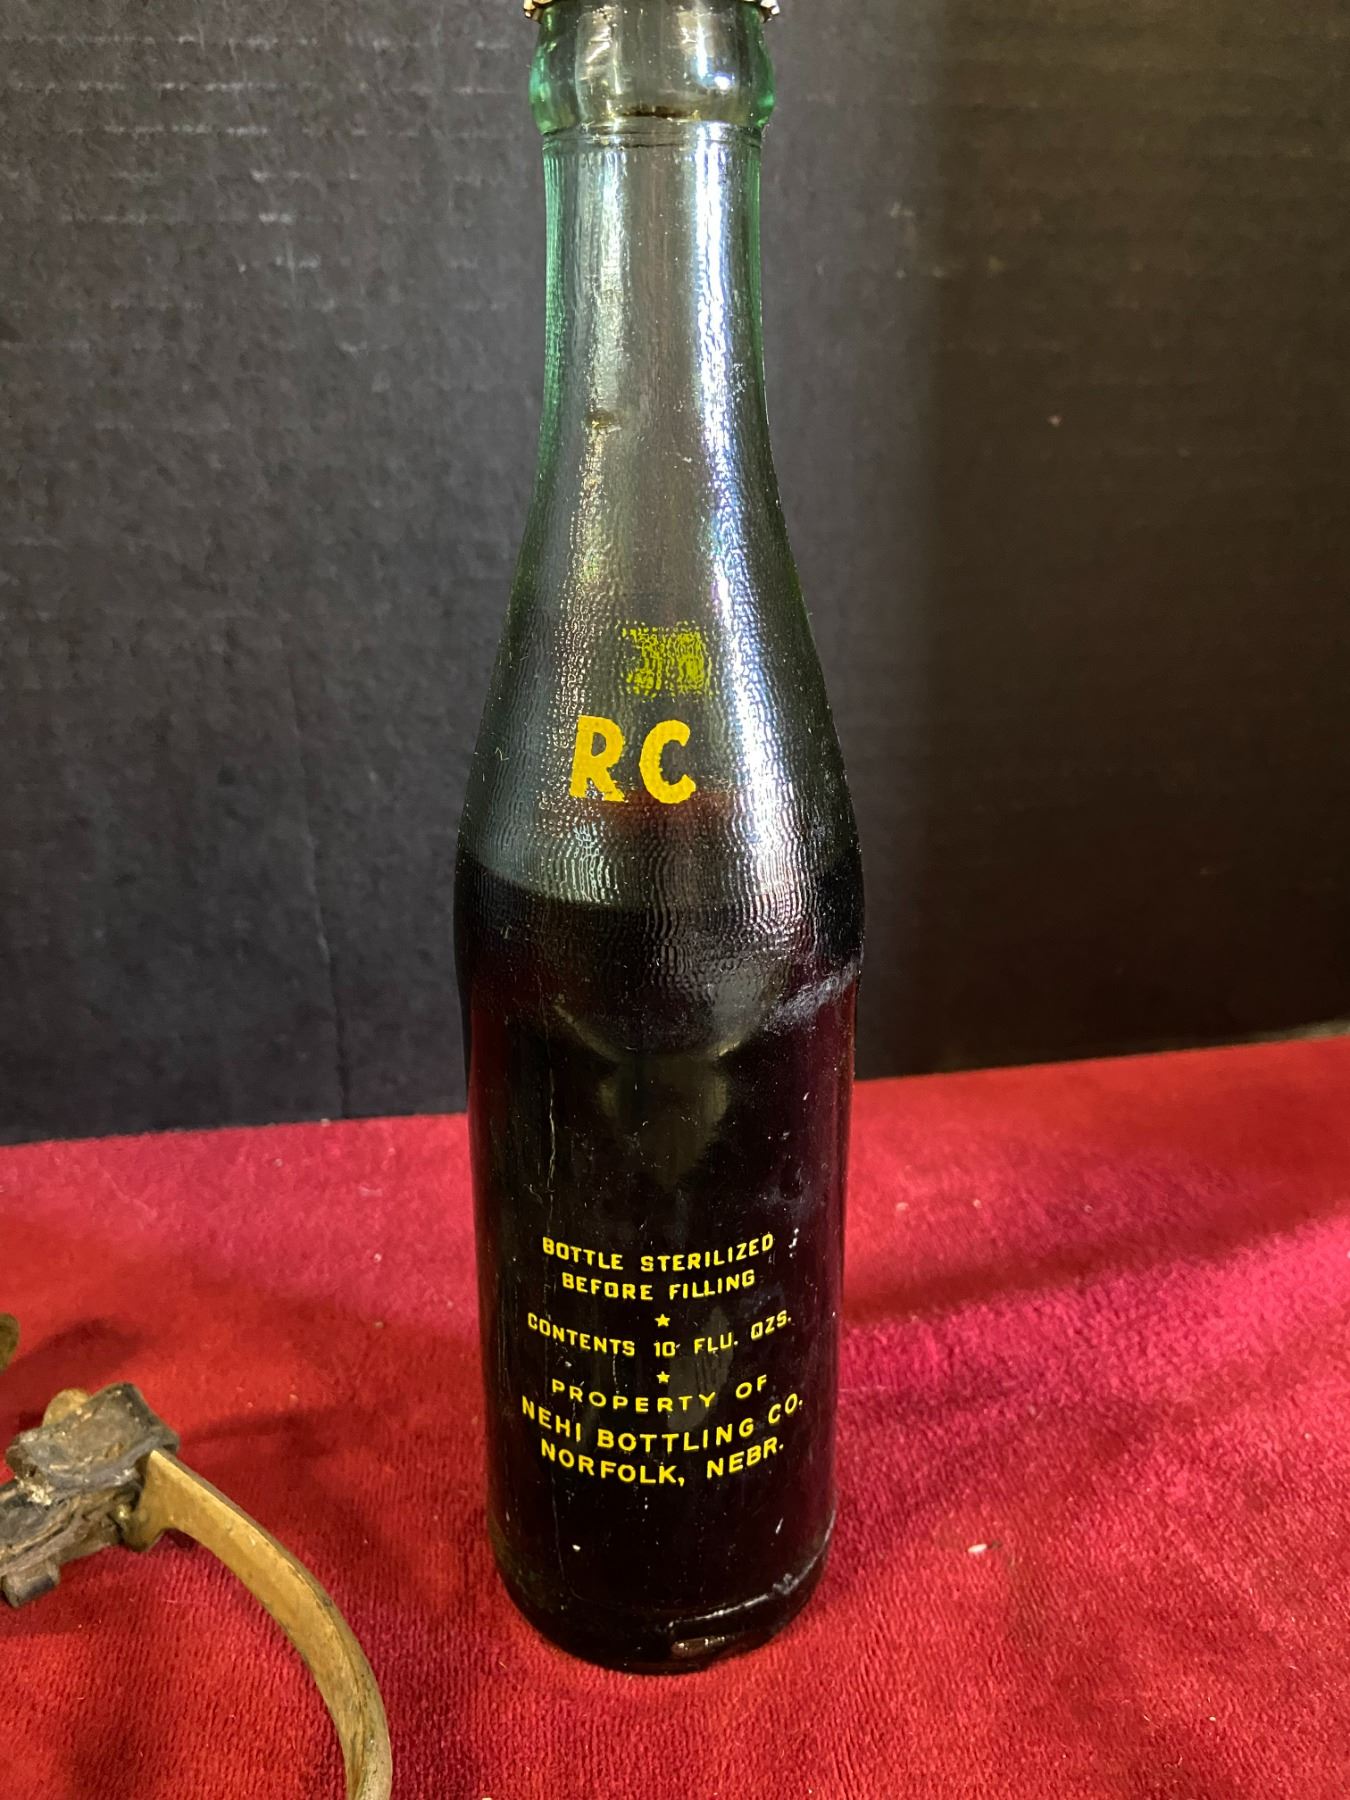 RC
BOTTLE STERILIZED
BEFORE FILLING
CONTENTS 10 FLU. OZS.
PROPERTY OF
NEHI BOTTLING CO.
NORFOLK, NEBR.